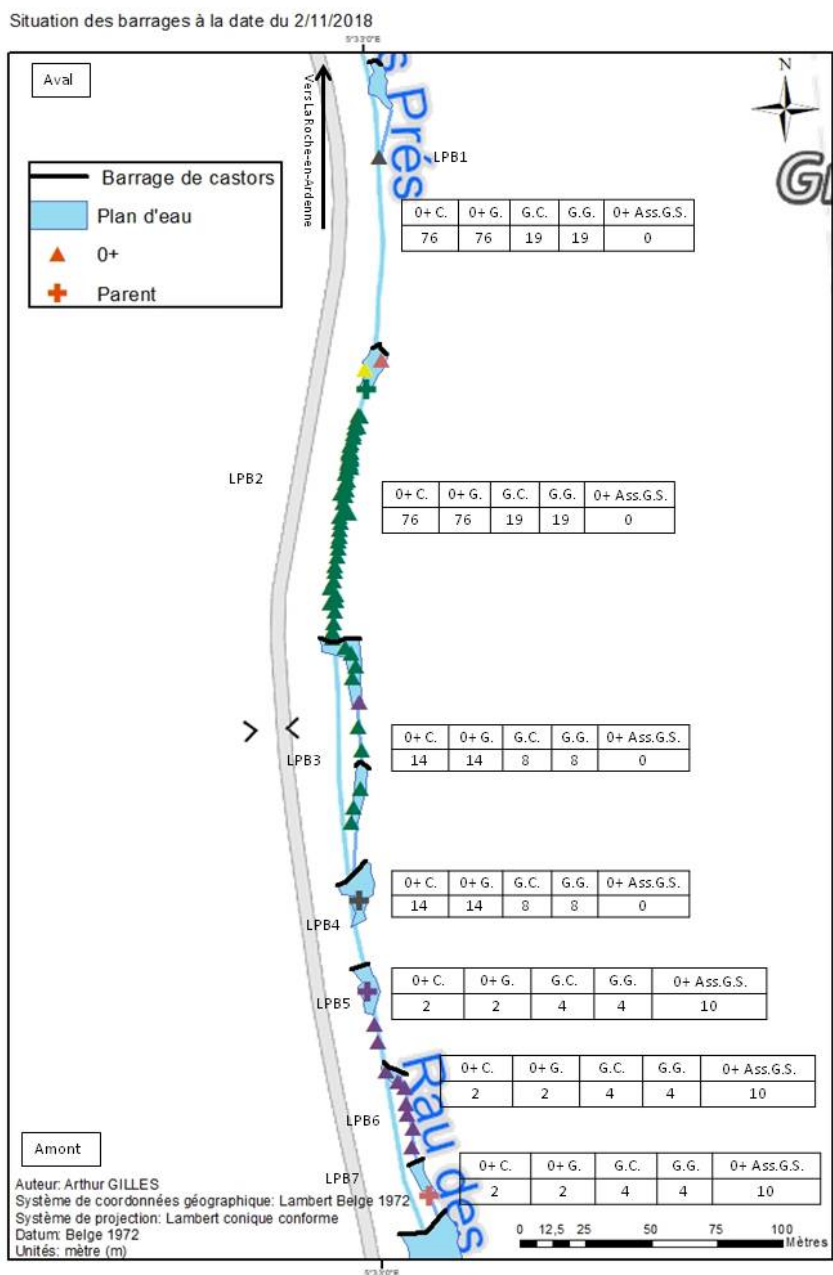 Situation des barrages à la date du 2/11/2018
5°33'0"E
Aval
Vers La Roche-en-Ardenne
s Prés
N
LPB1
Barrage de castors
Plan d'eau
0+
Parent
0+ C. 0+ G. G.C. G.G. 0+ Ass.G.S.
76 76 19 19 0
LPB2
0+ C. 0+ G. G.C. G.G. 0+ Ass.G.S.
76 76 19 19 0
LPB3
0+ C. 0+ G. G.C. G.G. 0+ Ass.G.S.
14 14 8 8 0
LPB4
0+ C. 0+ G. G.C. G.G. 0+ Ass.G.S.
14 14 8 8 0
LPB5
0+ C. 0+ G. G.C. G.G. 0+ Ass.G.S.
2 2 4 4 10
LPB6
0+ C. 0+ G. G.C. G.G. 0+ Ass.G.S.
2 2 4 4 10
Rau des
LPB7
0+ C. 0+ G. G.C. G.G. 0+ Ass.G.S.
2 2 4 4 10
Amont
Auteur: Arthur GILLES
Système de coordonnées géographique: Lambert Belge 1972
Système de projection: Lambert conique conforme
Datum: Belge 1972
Unités: mètre (m)
0 12,5 25 50 75 100
Mètres
5°33'0"E